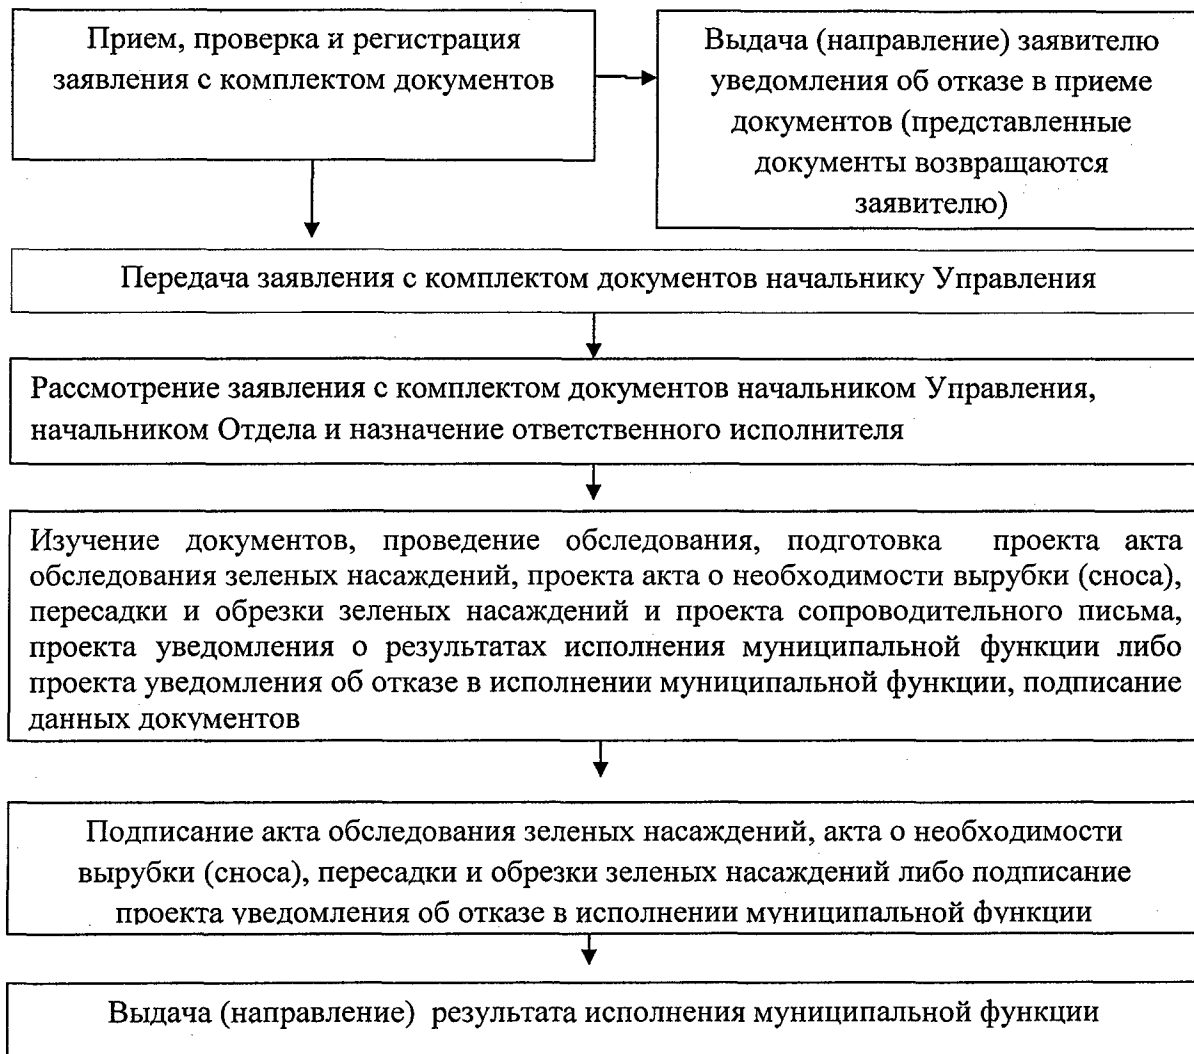 Прием, проверка и регистрация
заявления с комплектом документов
Выдача (направление) заявителю
уведомления об отказе в приеме
документов (представленные
документы возвращаются
заявителю)
Передача заявления с комплектом документов начальнику Управления
Рассмотрение заявления с комплектом документов начальником Управления,
начальником Отдела и назначение ответственного исполнителя
Изучение документов, проведение обследования, подготовка проекта акта
обследования зеленых насаждений, проекта акта о необходимости вырубки (сноса),
пересадки и обрезки зеленых насаждений и проекта сопроводительного письма,
проекта уведомления о результатах исполнения муниципальной функции либо
проекта уведомления об отказе в исполнении муниципальной функции, подписание
данных документов
Подписание акта обследования зеленых насаждений, акта о необходимости
вырубки (сноса), пересадки и обрезки зеленых насаждений либо подписание
проекта уведомления об отказе в исполнении муниципальной функции
Выдача (направление) результата исполнения муниципальной функции